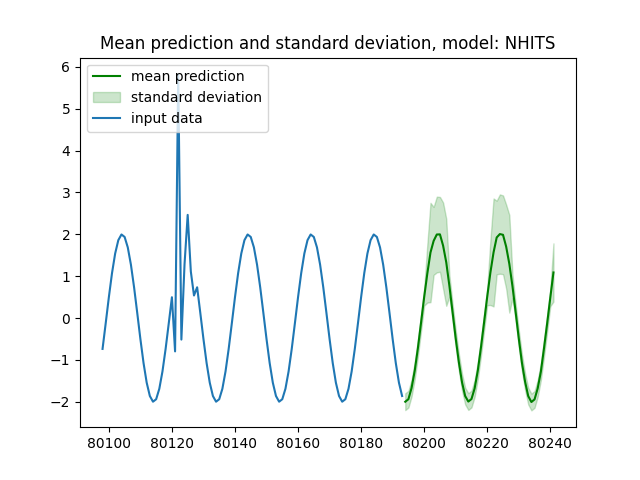 Mean prediction and standard deviation, model: NHITS
mean prediction
standard deviation
input data
6
5
4
3
2
1
0
−1
−2
80100 80120 80140 80160 80180 80200 80220 80240